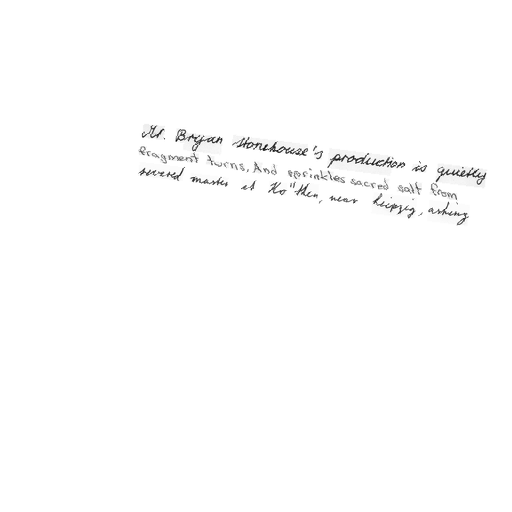 Mr. Bryan Stonehouse's production is quietly
fragment turns, And sprinkles sacred salt from
revered master at Ko"then, near Leipzig, asking